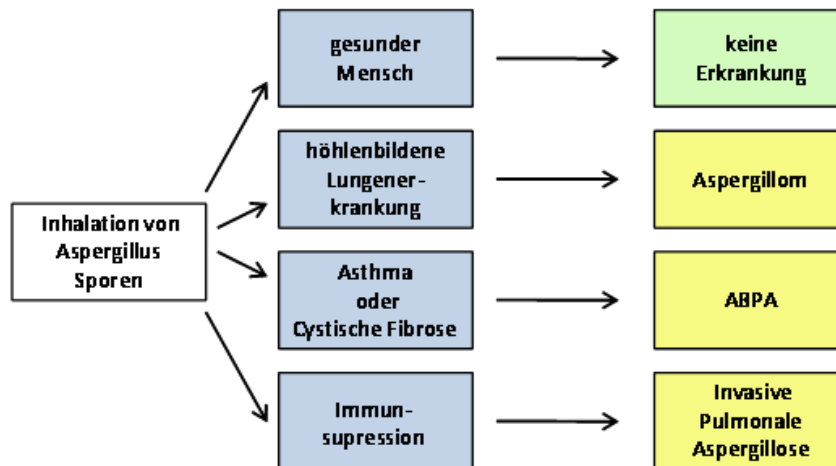 gesunder
Mensch
keine
Erkrankung
höhlenbildene
Lungener-
krankung
Aspergillom
Inhalation von
Aspergillus
Sporen
Asthma
oder
Cystische Fibrose
ABPA
Immun-
supression
Invasive
Pulmonale
Aspergillose